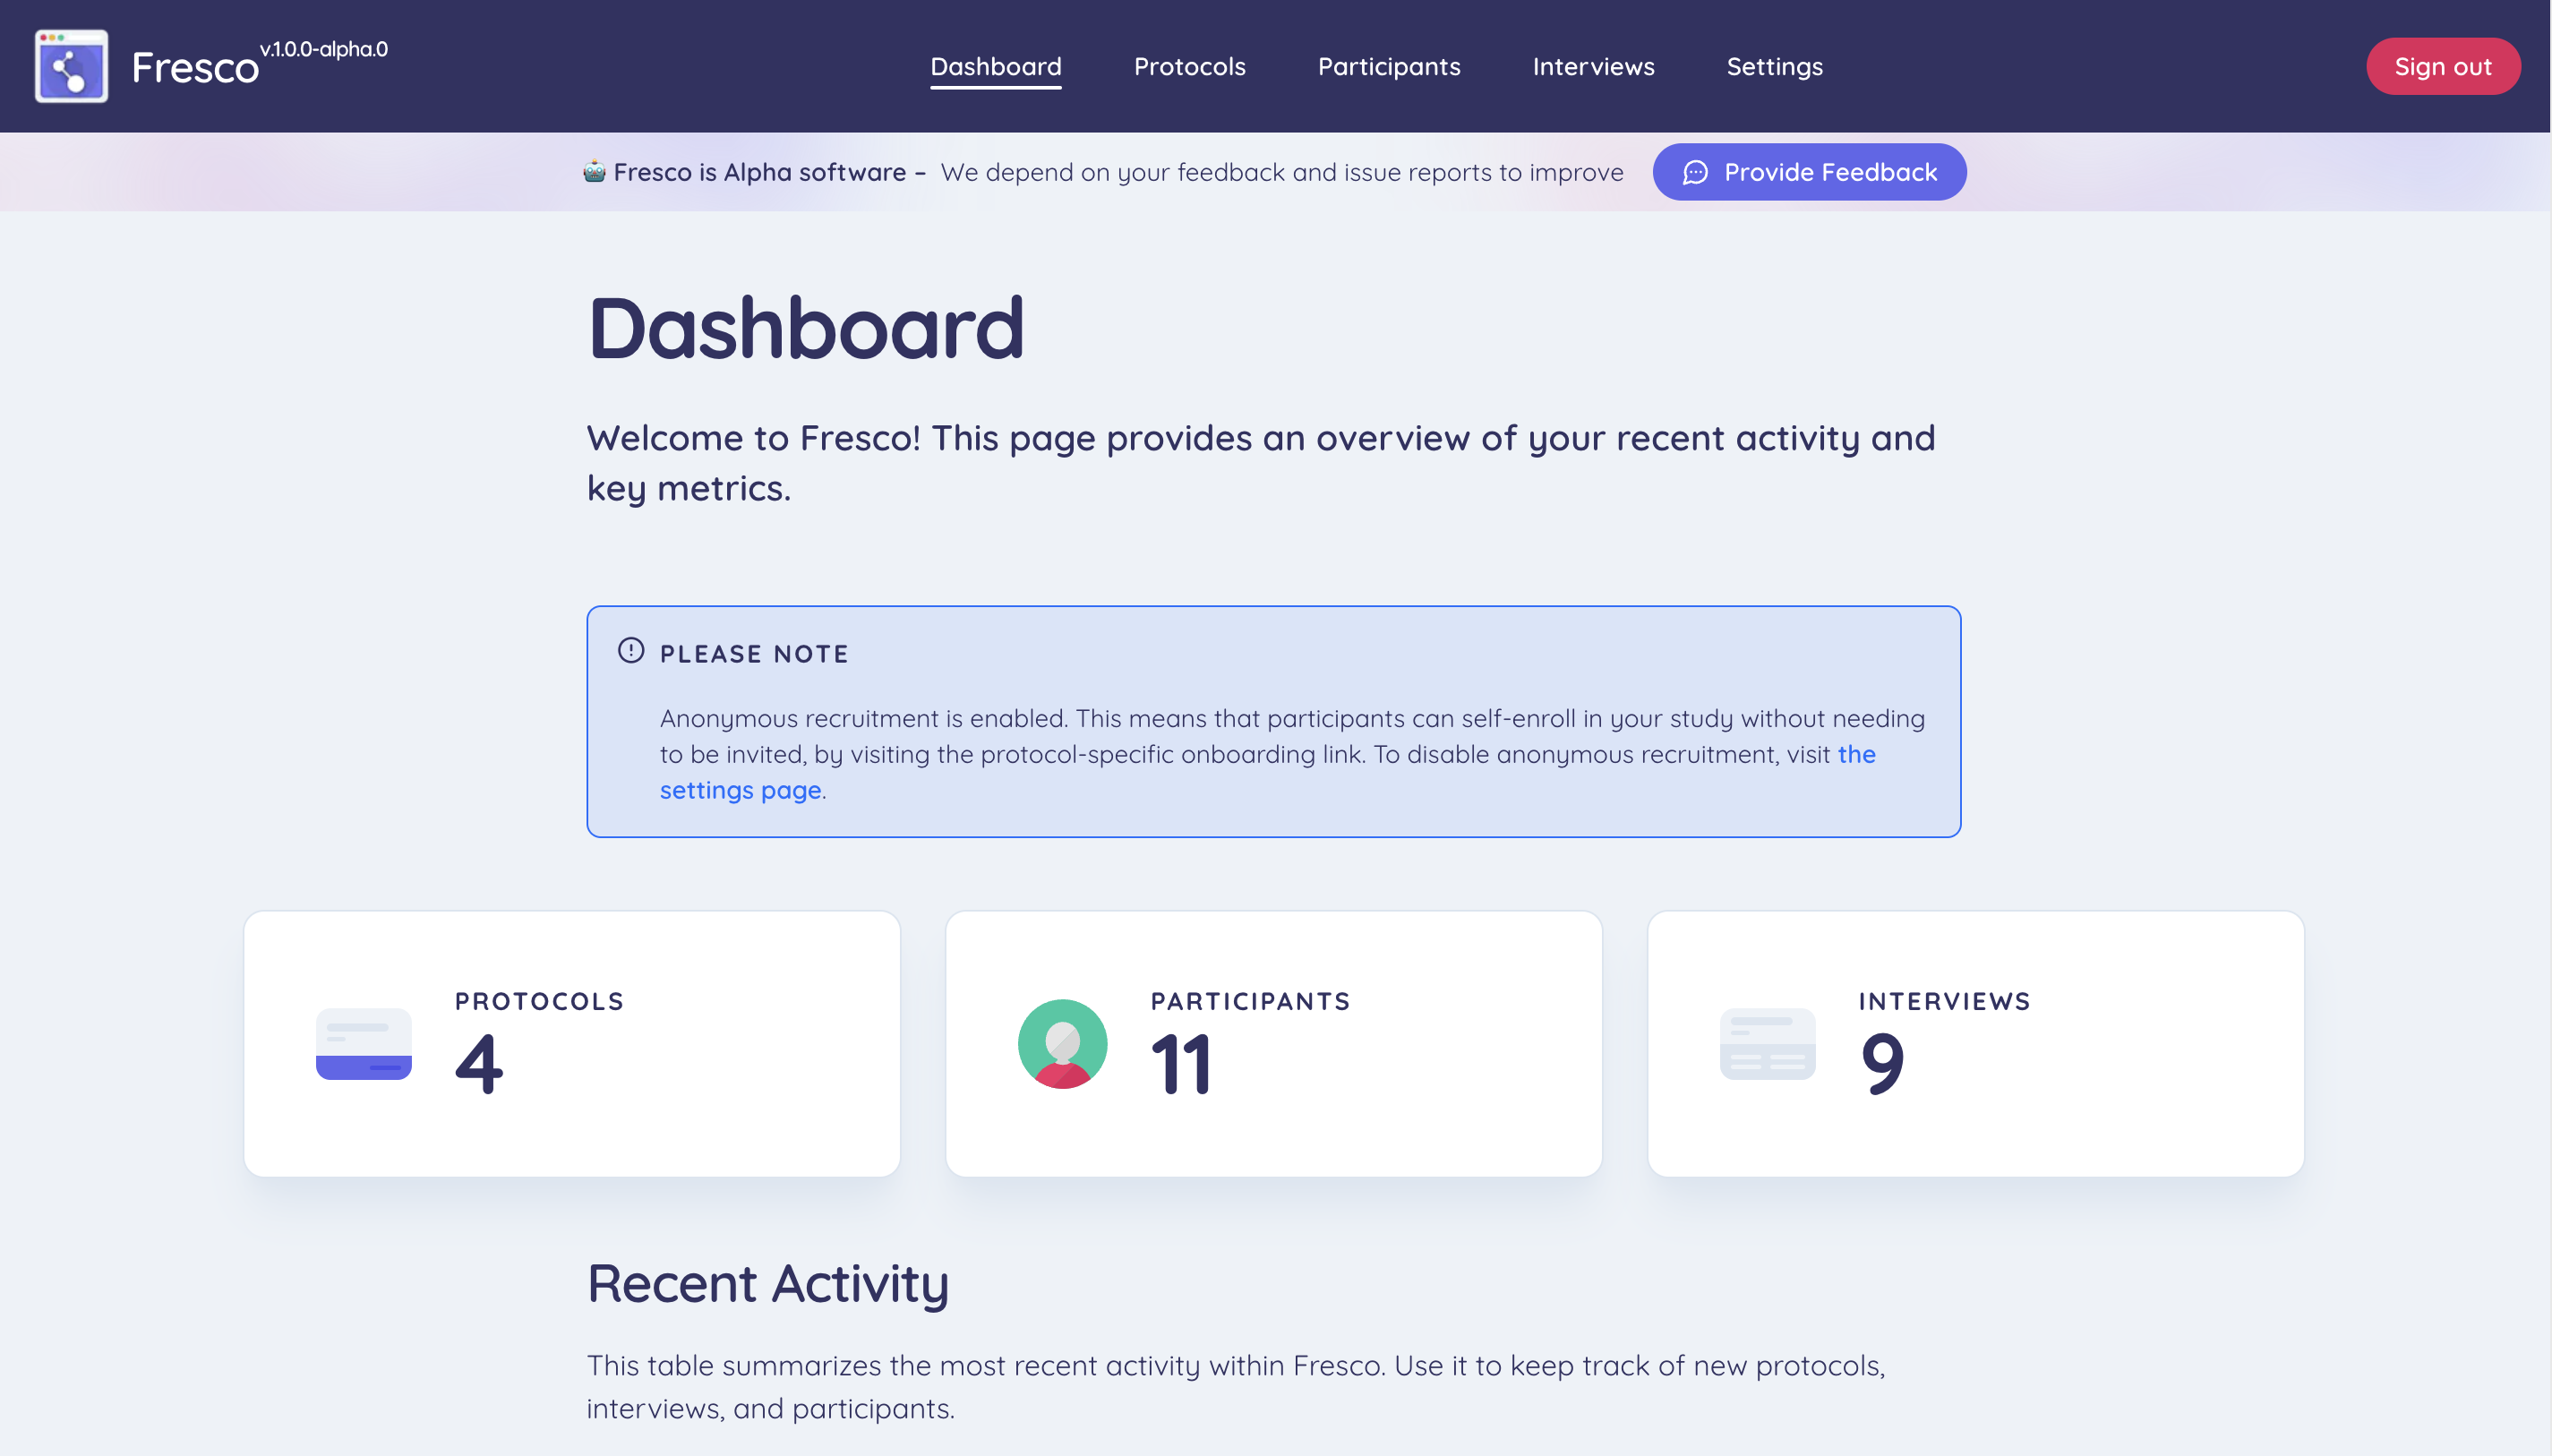 Fresco v.1.0.0-alpha.0
Dashboard
Protocols
Participants
Interviews
Settings
Sign out
Fresco is Alpha software – We depend on your feedback and issue reports to improve
Provide Feedback
Dashboard
Welcome to Fresco! This page provides an overview of your recent activity and
key metrics.
PLEASE NOTE
Anonymous recruitment is enabled. This means that participants can self-enroll in your study without needing
to be invited, by visiting the protocol-specific onboarding link. To disable anonymous recruitment, visit the
settings page.
PROTOCOLS
4
PARTICIPANTS
11
INTERVIEWS
9
Recent Activity
This table summarizes the most recent activity within Fresco. Use it to keep track of new protocols,
interviews, and participants.